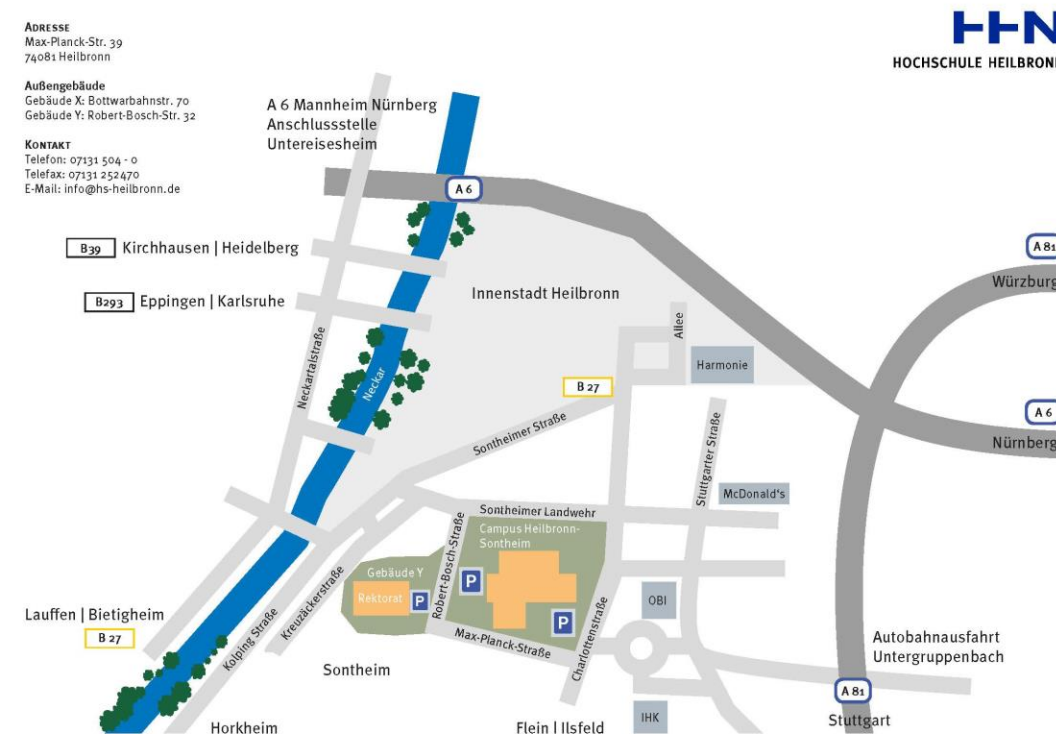 ADRESSE
Max-Planck-Str. 39
74081 Heilbronn
Außengebäude
Gebäude X: Bottwarbahnstr. 70
Gebäude Y: Robert-Bosch-Str. 32
KONTAKT
Telefon: 07131 504 - 0
Telefax: 07131 252470
E-Mail: info@hs-heilbronn.de
HHN
HOCHSCHULE HEILBRONN
A 6 Mannheim Nürnberg
Anschlussstelle
Untereisesheim
A 6
B39 Kirchhausen | Heidelberg
B293 Eppingen | Karlsruhe
Innenstadt Heilbronn
A 81
Würzburg
Allee
Harmonie
Neckartalstraße
Neckar
B 27
A 6
Nürnberg
Sontheimer Straße
Stuttgarter Straße
McDonald's
Sontheimer Landwehr
Campus Heilbronn-
Sontheim
Robert-Bosch-Straße
Gebäude Y
Rektorat
P
P
P
Kreuzäckerstraße
Kolping Straße
Lauffen | Bietigheim
B 27
Max-Planck-Straße
Charlottenstraße
OBI
Autobahnausfahrt
Untergruppenbach
A 81
Stuttgart
Sontheim
Horkheim
Flein | Ilsfeld
IHK